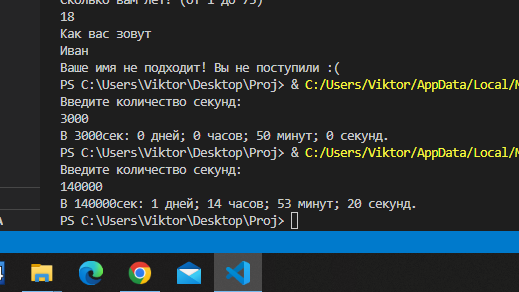 Сколько вам лет? (от 1 до 75)
18
Как вас зовут
Иван
Ваше имя не подходит! Вы не поступили :(
PS C:\Users\Viktor\Desktop\Proj> & C:/Users/Viktor/AppData/Local/
Введите количество секунд:
3000
В 3000сек: 0 дней; 0 часов; 50 минут; 0 секунд.
PS C:\Users\Viktor\Desktop\Proj> & C:/Users/Viktor/AppData/Local/
Введите количество секунд:
140000
В 140000сек: 1 дней; 14 часов; 53 минут; 20 секунд.
PS C:\Users\Viktor\Desktop\Proj>